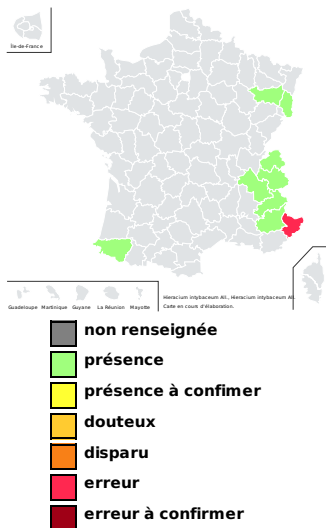 Île-de-France
Guadeloupe Martinique Guyane La Réunion Mayotte
Hieracium intybaceum All., Hieracium intybaceum All.
Carte en cours d'élaboration.
non renseignée
présence
présence à confimer
douteux
disparu
erreur
erreur à confirmer